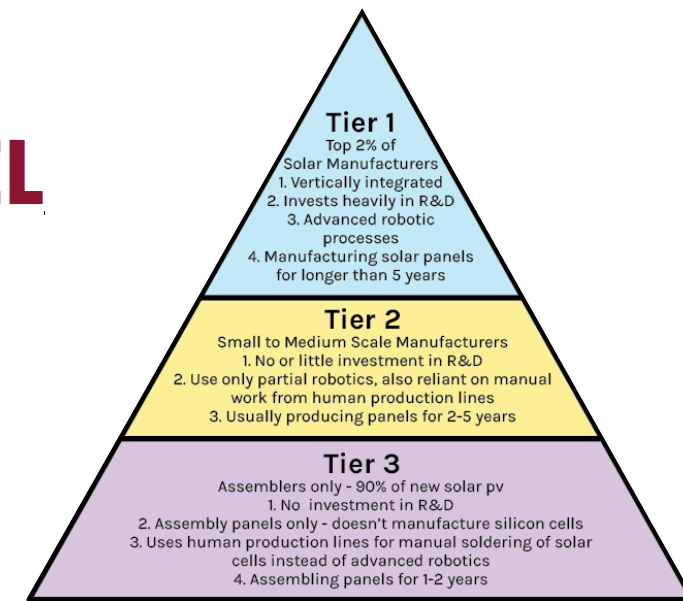 EL
Tier 1
Top 2% of
Solar Manufacturers
1. Vertically integrated
2. Invests heavily in R&D
3. Advanced robotic
processes
4. Manufacturing solar panels
for longer than 5 years
Tier 2
Small to Medium Scale Manufacturers
1. No or little investment in R&D
2. Use only partial robotics, also reliant on manual
work from human production lines
3. Usually producing panels for 2-5 years
Tier 3
Assemblers only - 90% of new solar pv
1. No investment in R&D
2. Assembly panels only - doesn't manufacture silicon cells
3. Uses human production lines for manual soldering of solar
cells instead of advanced robotics
4. Assembling panels for 1-2 years